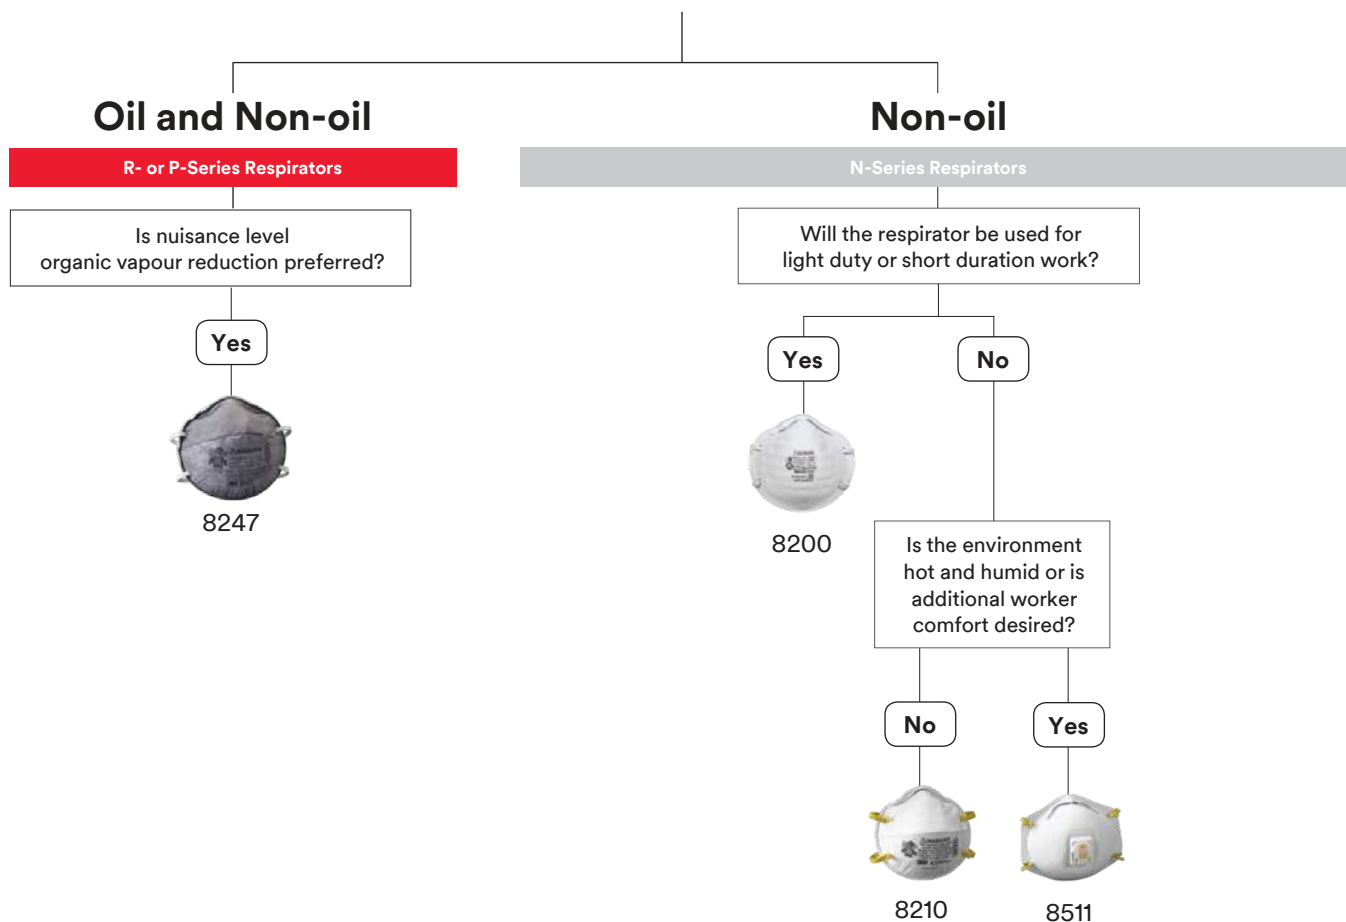 Oil and Non-oil
R- or P-Series Respirators
Is nuisance level
organic vapour reduction preferred?
Yes
8247
Non-oil
N-Series Respirators
Will the respirator be used for
light duty or short duration work?
Yes
No
8200
Is the environment
hot and humid or is
additional worker
comfort desired?
No
Yes
8210
8511